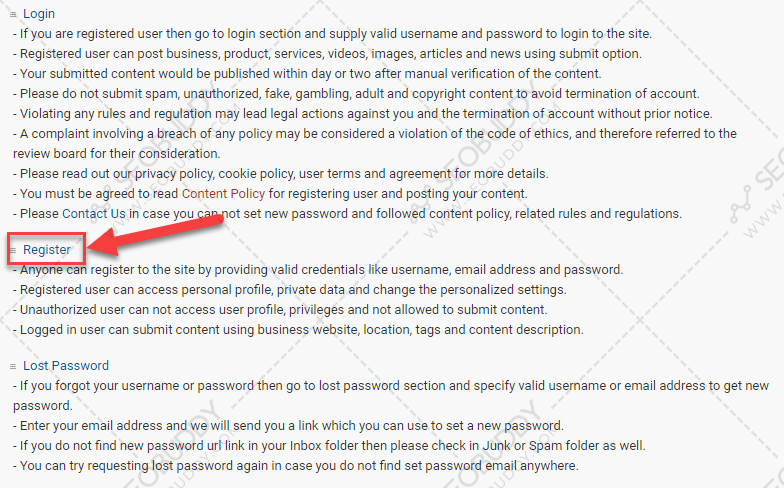 Login
- If you are registered user then go to login section and supply valid username and password to login to the site.
- Registered user can post business, product, services, videos, images, articles and news using submit option.
- Your submitted content would be published within day or two after manual verification of the content.
- Please do not submit spam, unauthorized, fake, gambling, adult and copyright content to avoid termination of account.
- Violating any rules and regulation may lead legal actions against you and the termination of account without prior notice.
- A complaint involving a breach of any policy may be considered a violation of the code of ethics, and therefore referred to the
review board for their consideration.
- Please read out our privacy policy, cookie policy, user terms and agreement for more details.
- You must be agreed to read Content Policy for registering user and posting your content.
- Please Contact Us in case you can not set new password and followed content policy, related rules and regulations.
Register
- Anyone can register to the site by providing valid credentials like username, email address and password.
- Registered user can access personal profile, private data and change the personalized settings.
- Unauthorized user can not access user profile, privileges and not allowed to submit content.
- Logged in user can submit content using business website, location, tags and content description.
Lost Password
- If you forgot your username or password then go to lost password section and specify valid username or email address to get new
password.
- Enter your email address and we will send you a link which you can use to set a new password.
- If you do not find new password url link in your Inbox folder then please check in Junk or Spam folder as well.
- You can try requesting lost password again in case you do not find set password email anywhere.
SEOBUDDY
WWW.SEOBUDDY.COM
SEOBUDDY
WWW.SEOBUDDY.COM